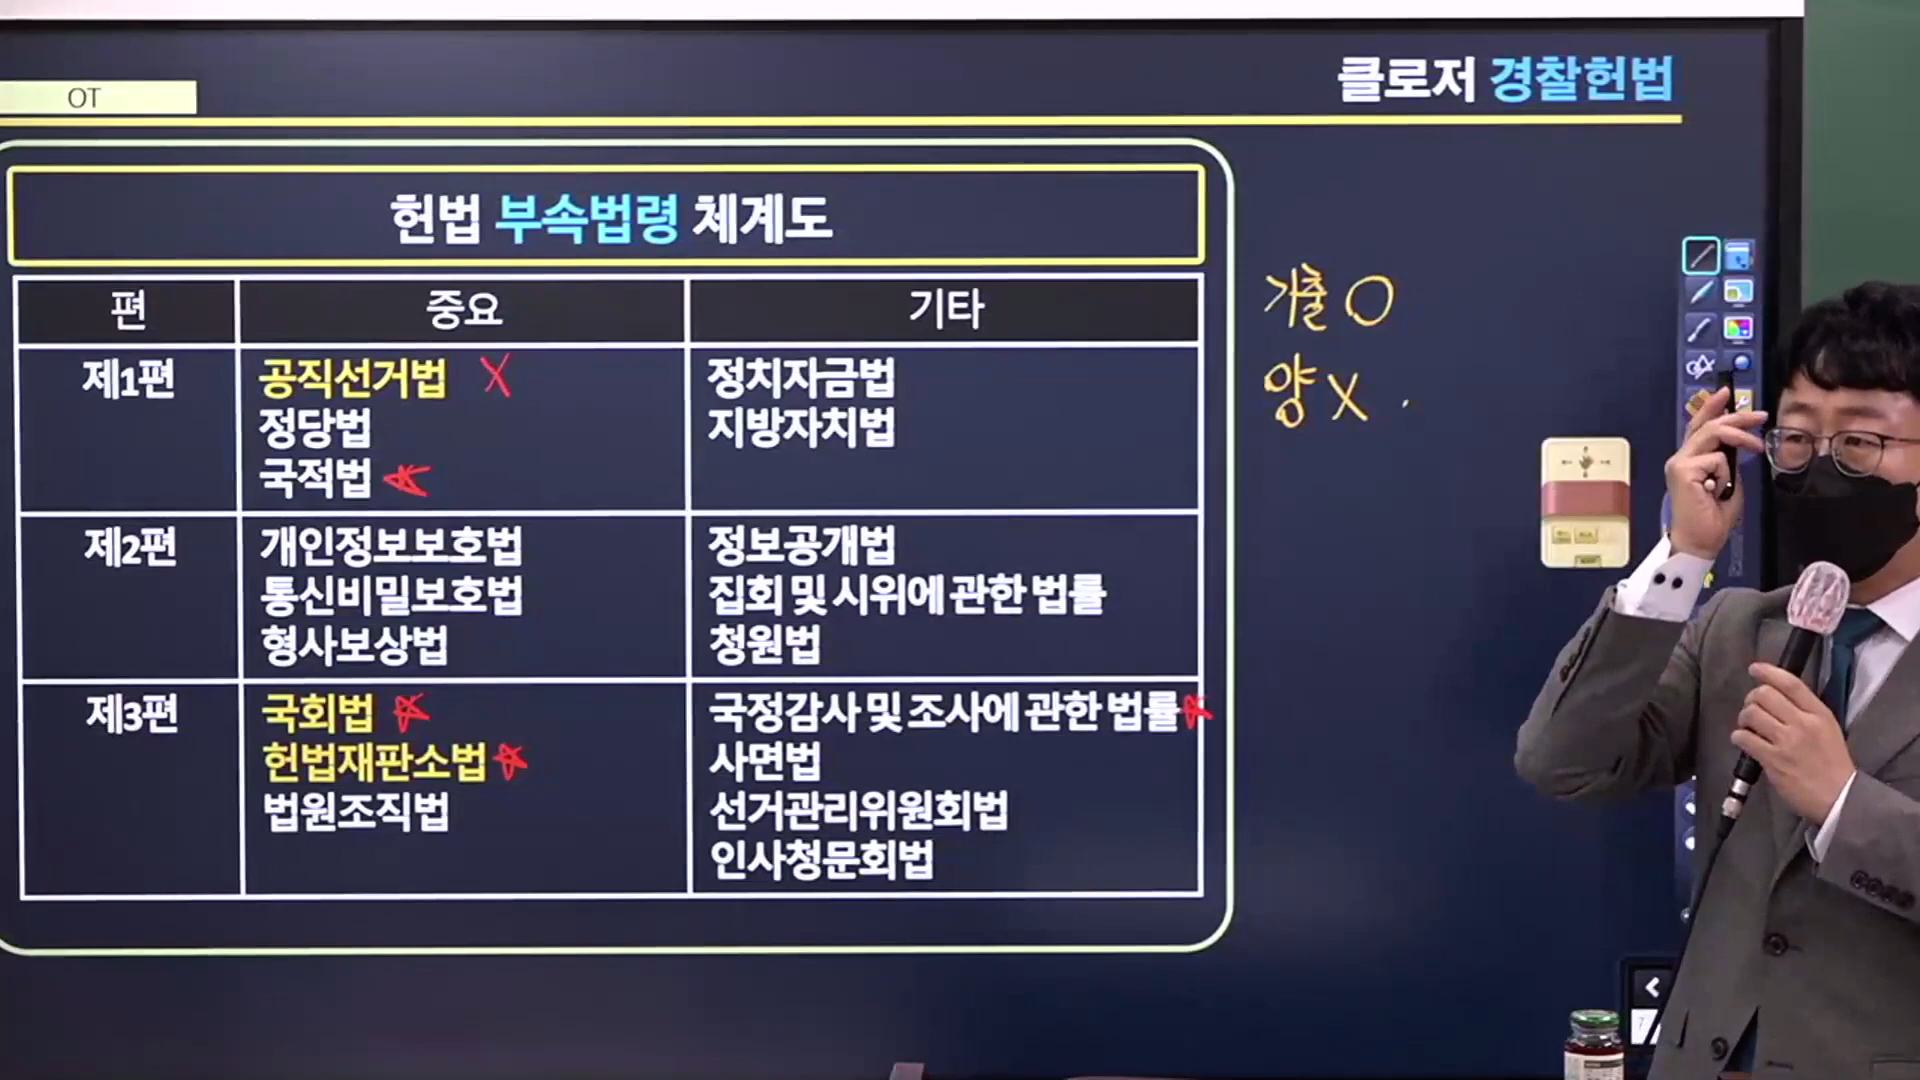 OT
클로저 경찰헌법
헌법 부속법령 체계도
편 중요 기타
제1편
공직선거법 X
정당법
국적법
정치자금법
지방자치법
제2편
개인정보보호법
통신비밀보호법
형사보상법
정보공개법
집회 및 시위에 관한 법률
청원법
제3편
국회법
헌법재판소법
법원조직법
국정감사 및 조사에 관한 법률
사면법
선거관리위원회법
인사청문회법
기출 O
양 X